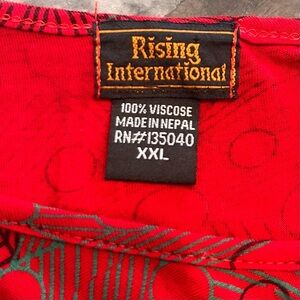 Rising
International
100% VISCOSE
MADE IN NEPAL
RN#135040
XXL